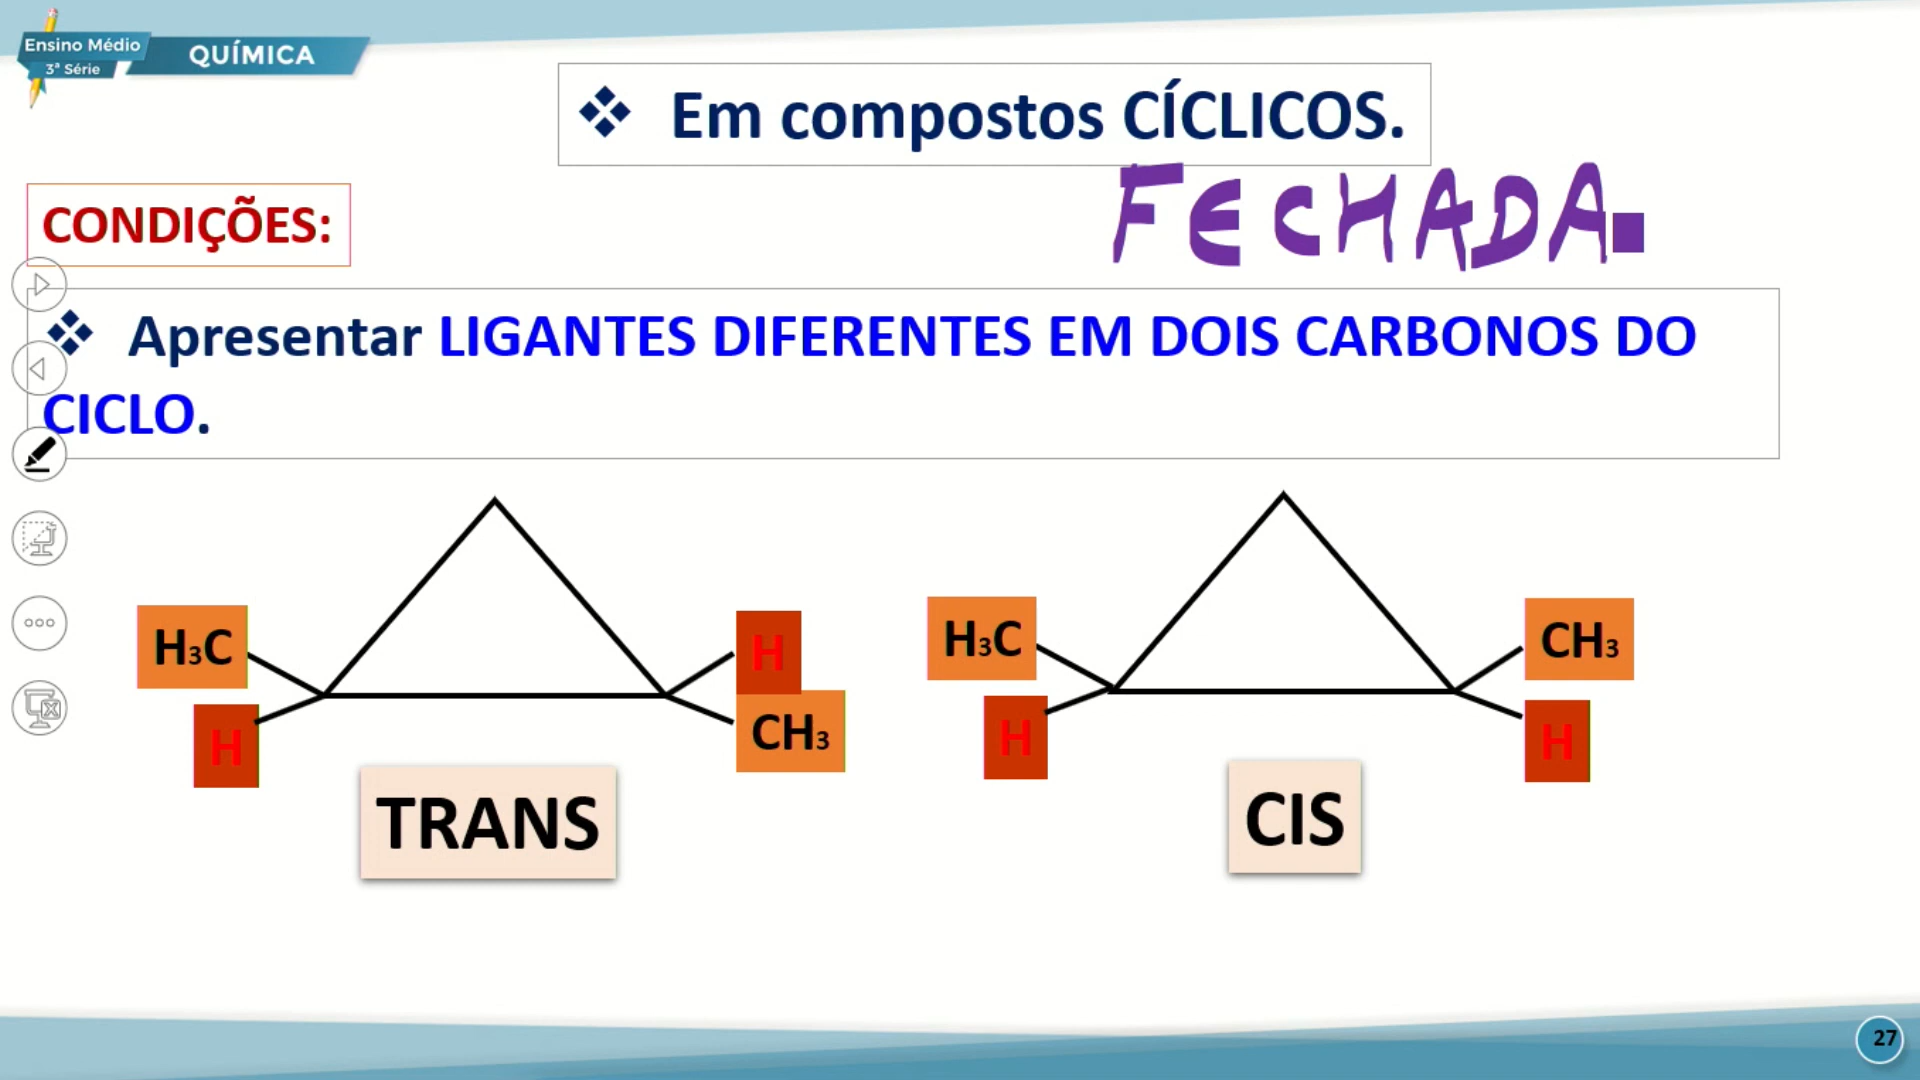 Ensino Médio
3ª Série
QUÍMICA
❖ Em compostos CÍCLICOS.
FECHADA.
CONDIÇÕES:
❖ Apresentar LIGANTES DIFERENTES EM DOIS CARBONOS DO
CICLO.
H₃C
H
H
CH₃
TRANS
H₃C
H
CH₃
H
CIS
27